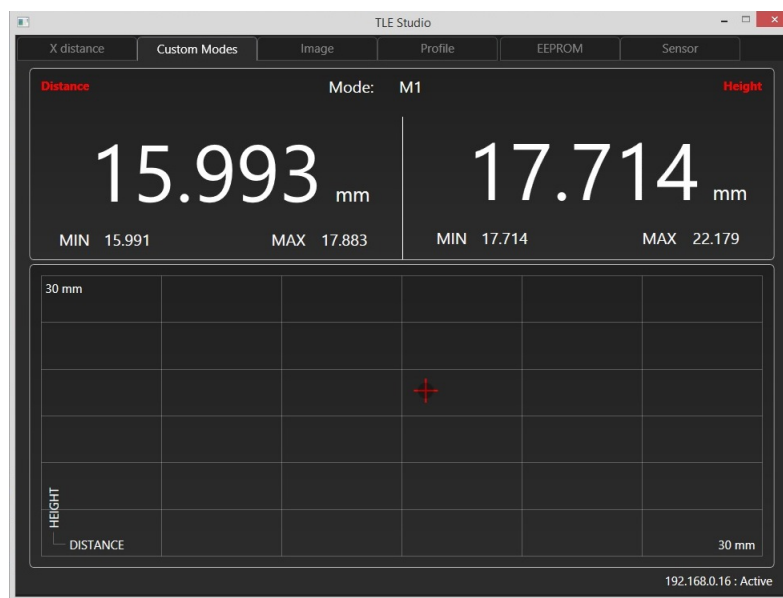 TLE Studio
X distance Custom Modes Image Profile EEPROM Sensor
Distance Mode: M1 Height
15.993 mm 17.714 mm
MIN 15.991 MAX 17.883 MIN 17.714 MAX 22.179
30 mm
HEIGHT
DISTANCE 30 mm
192.168.0.16 : Active